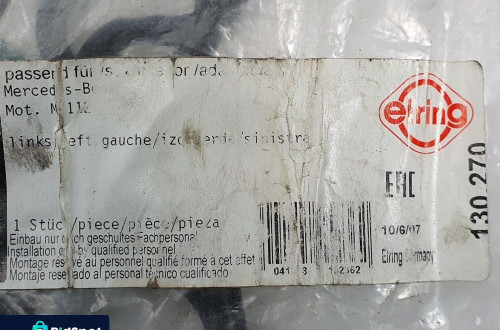 passend für/
Mercedes-B
Mot. M 112
links/left gauche/izquierda/sinistra
elring
EAC
130.270
1 Stück/piece/pièce/pieza
Einbau nur durch geschultes Fachpersonal
Installation only by qualified personnel
Montage réservé au personnel qualifié forme à cet effet
Montaje reservado al personal técnico cualificado
10/6/07
Elring Germany